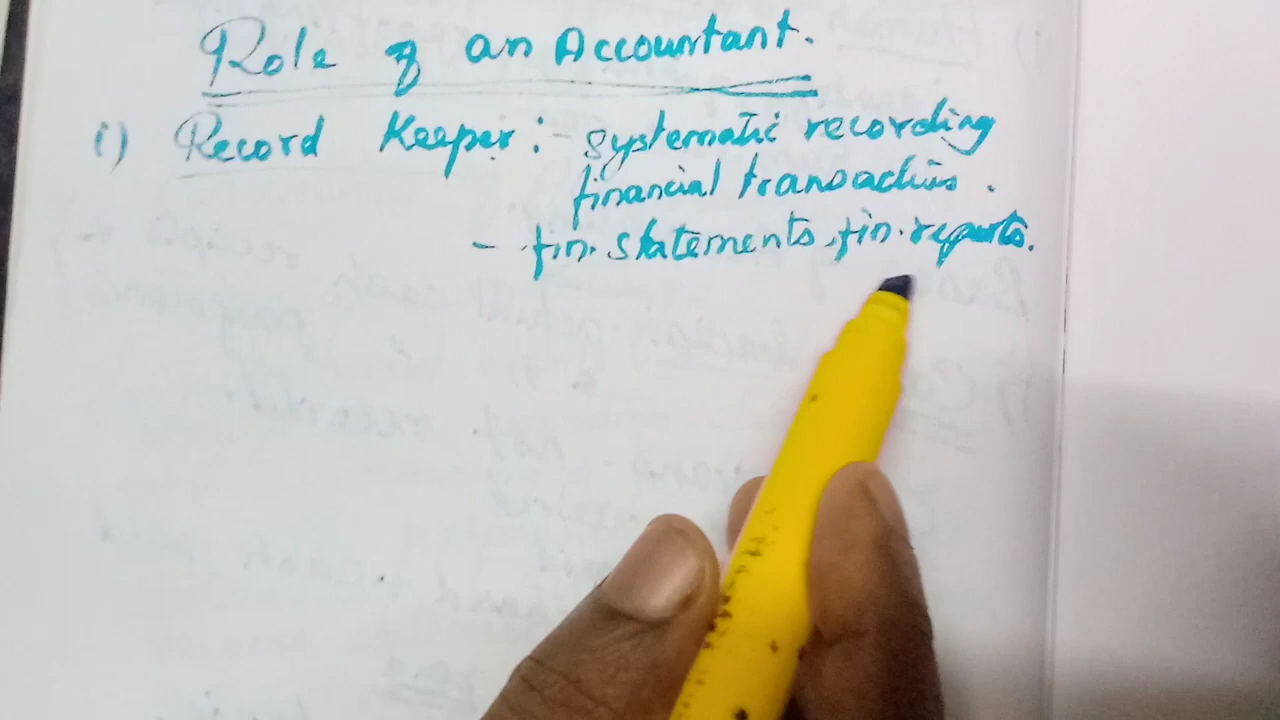 Role of an Accountant.
i) Record Keeper :- systematic recording
financial transactions.
- fin. statements, fin. reports.